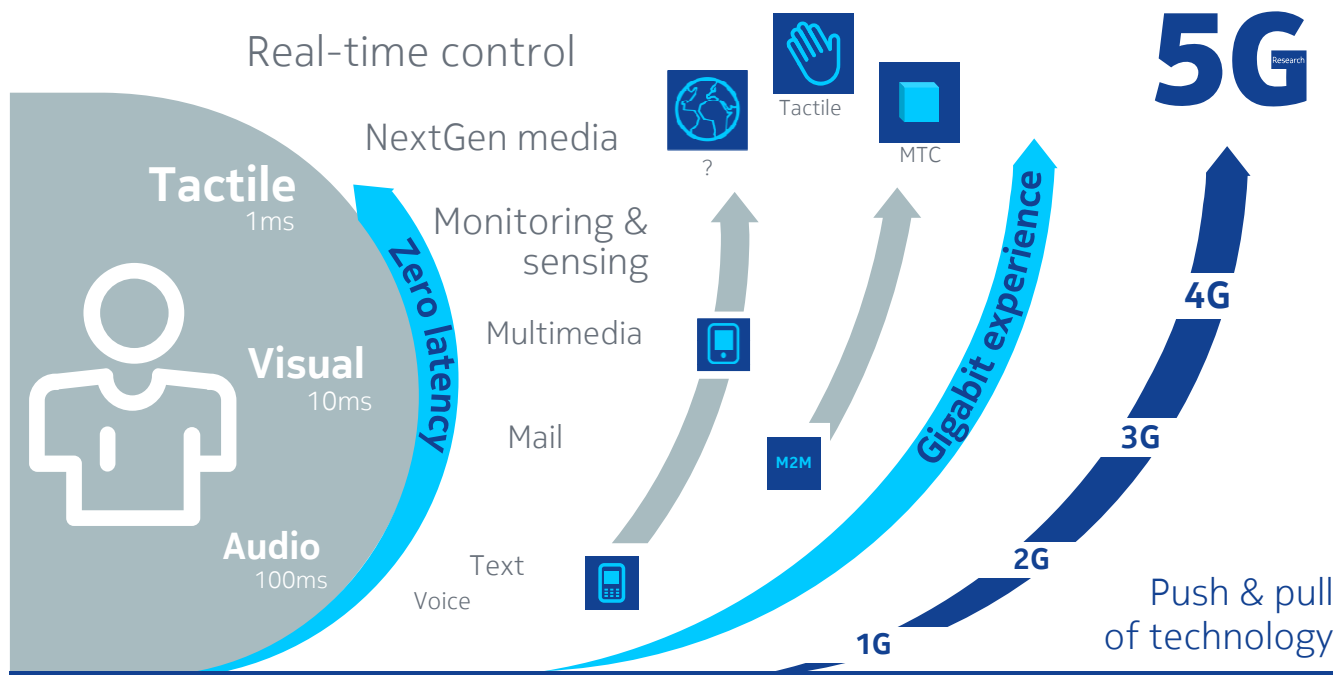 Real-time control
5G
Research
Tactile
MTC
?
NextGen media
Tactile
1ms
Monitoring &
sensing
Zero latency
Gigabit experience
4G
Multimedia
Visual
10ms
Mail
3G
M2M
Audio
100ms
Text
Voice
2G
1G
Push & pull
of technology